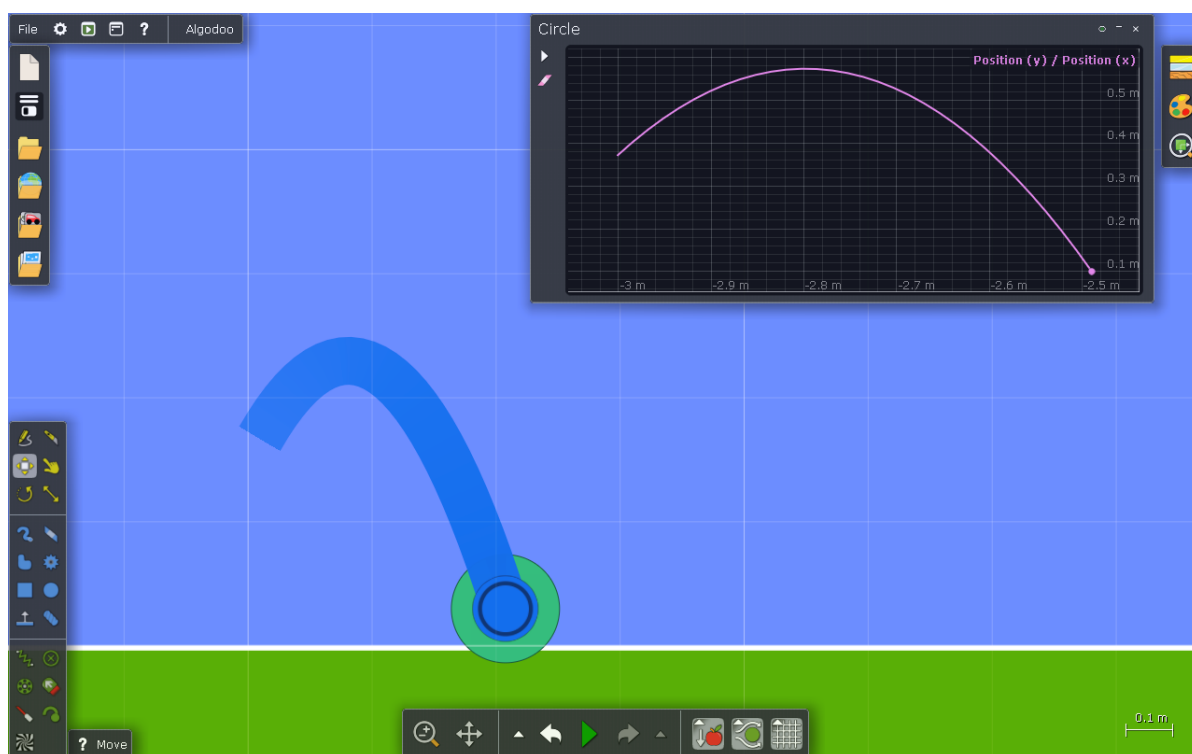 File ? Algodoo
Circle
Position (y) / Position (x)
0.5 m
0.4 m
0.3 m
0.2 m
0.1 m
-3 m -2.9 m -2.8 m -2.7 m -2.6 m -2.5 m
? Move
0.1 m